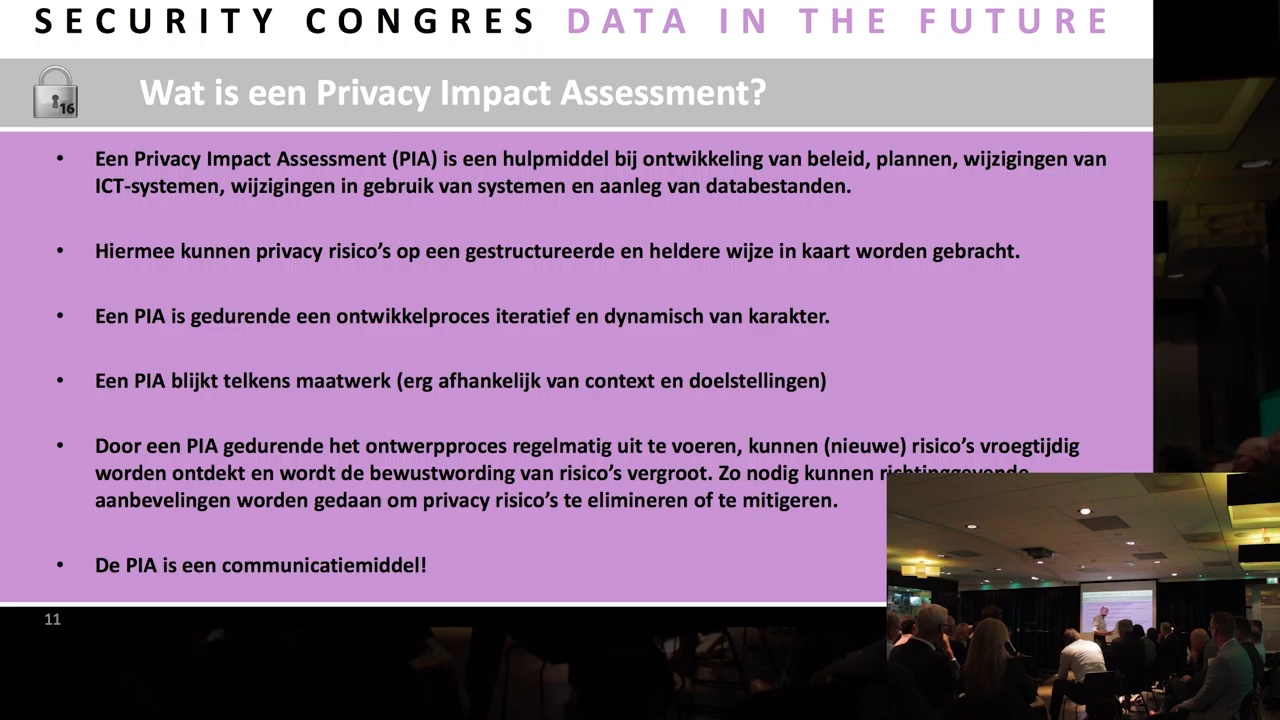 SECURITY CONGRES DATA IN THE FUTURE
16
Wat is een Privacy Impact Assessment?
• Een Privacy Impact Assessment (PIA) is een hulpmiddel bij ontwikkeling van beleid, plannen, wijzigingen van
ICT-systemen, wijzigingen in gebruik van systemen en aanleg van databestanden.
• Hiermee kunnen privacy risico’s op een gestructureerde en heldere wijze in kaart worden gebracht.
• Een PIA is gedurende een ontwikkelproces iteratief en dynamisch van karakter.
• Een PIA blijkt telkens maatwerk (erg afhankelijk van context en doelstellingen)
• Door een PIA gedurende het ontwerpproces regelmatig uit te voeren, kunnen (nieuwe) risico’s vroegtijdig
worden ontdekt en wordt de bewustwording van risico’s vergroot. Zo nodig kunnen richtinggevende
aanbevelingen worden gedaan om privacy risico’s te elimineren of te mitigeren.
• De PIA is een communicatiemiddel!
11